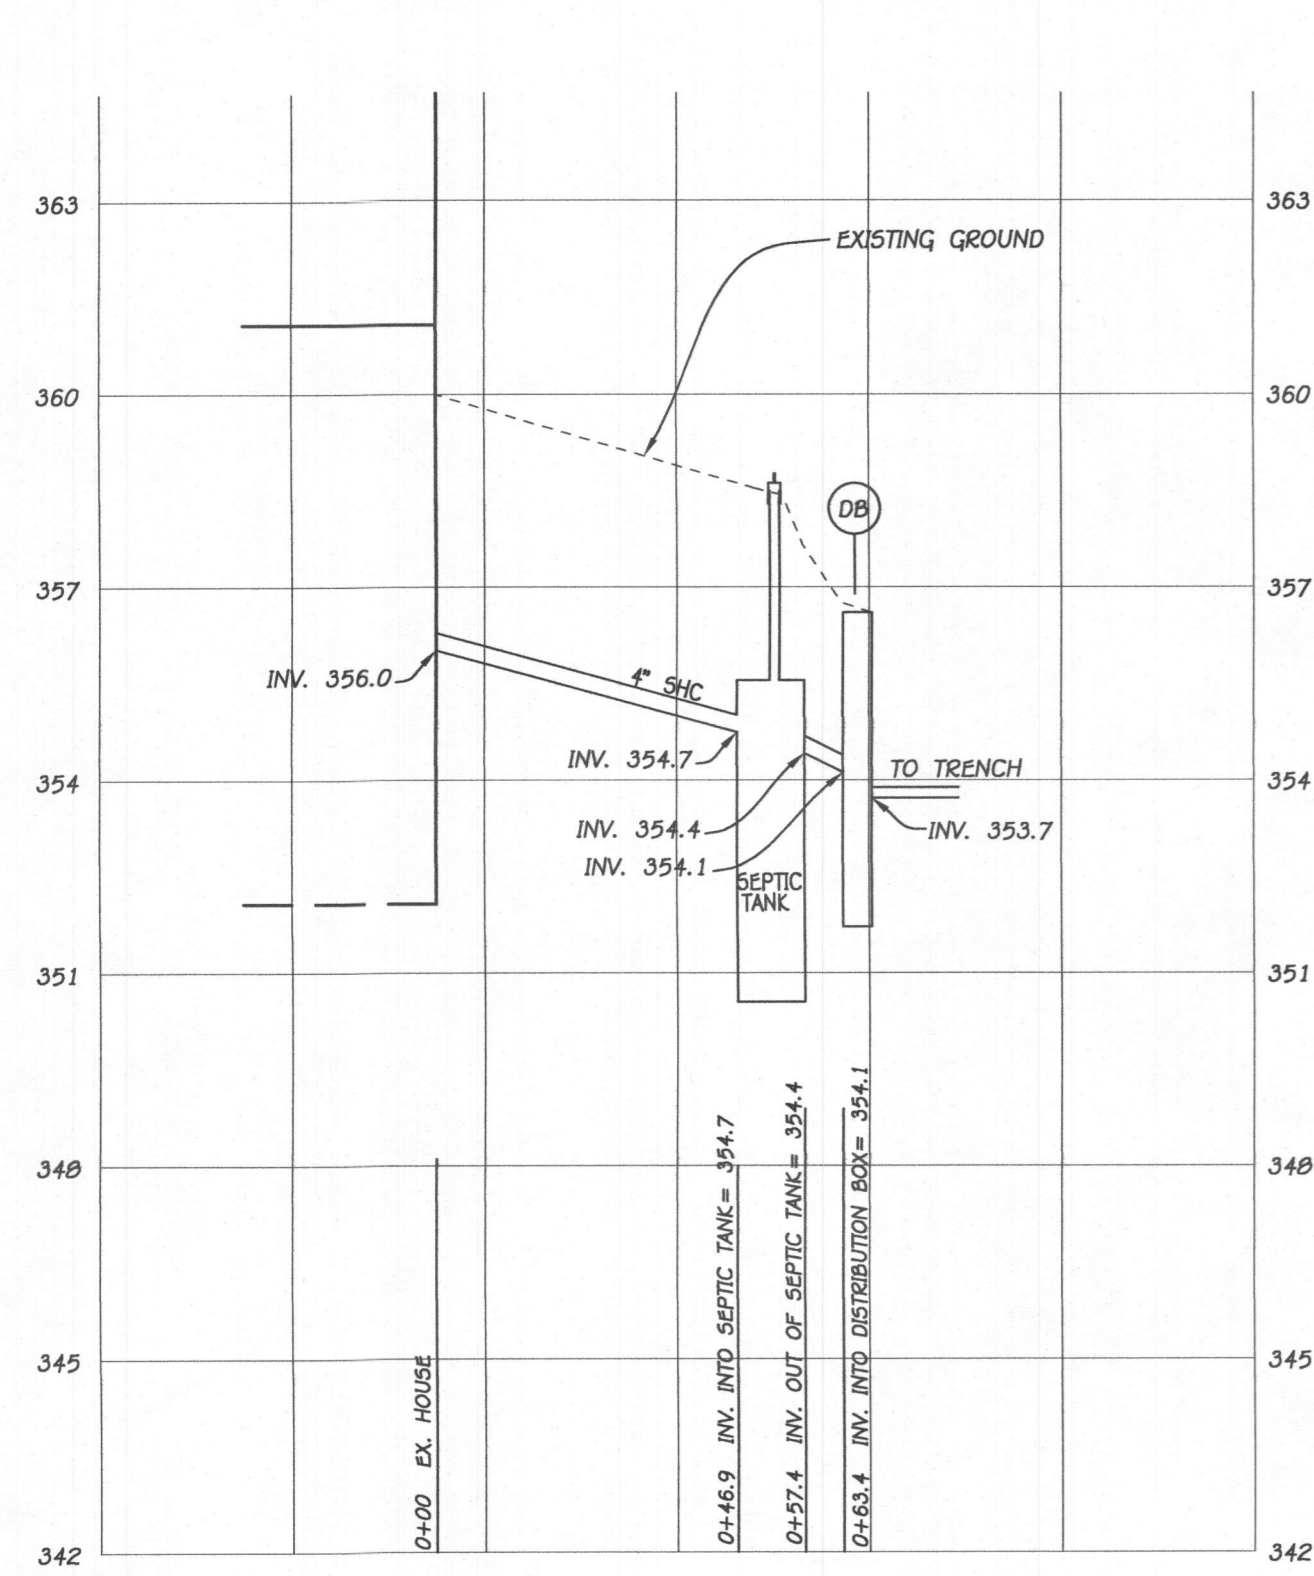 363
363
EXISTING GROUND
360
360
DB
357
357
INV. 356.0
4" SHC
INV. 354.7
354
TO TRENCH
354
INV. 354.4
INV. 353.7
INV. 354.1
SEPTIC
TANK
351
351
348
348
345
345
342
342
0+00 EX. HOUSE
0+46.9 INV. INTO SEPTIC TANK= 354.7
0+57.4 INV. OUT OF SEPTIC TANK= 354.4
0+63.4 INV. INTO DISTRIBUTION BOX= 354.1